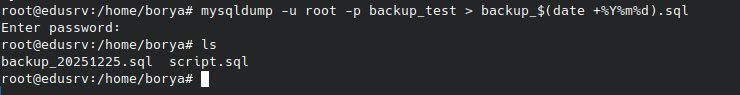 root@edusrv:/home/borya# mysqldump -u root -p backup_test > backup_$(date +%Y%m%d).sql
Enter password:
root@edusrv:/home/borya# ls
backup_20251225.sql  script.sql
root@edusrv:/home/borya#